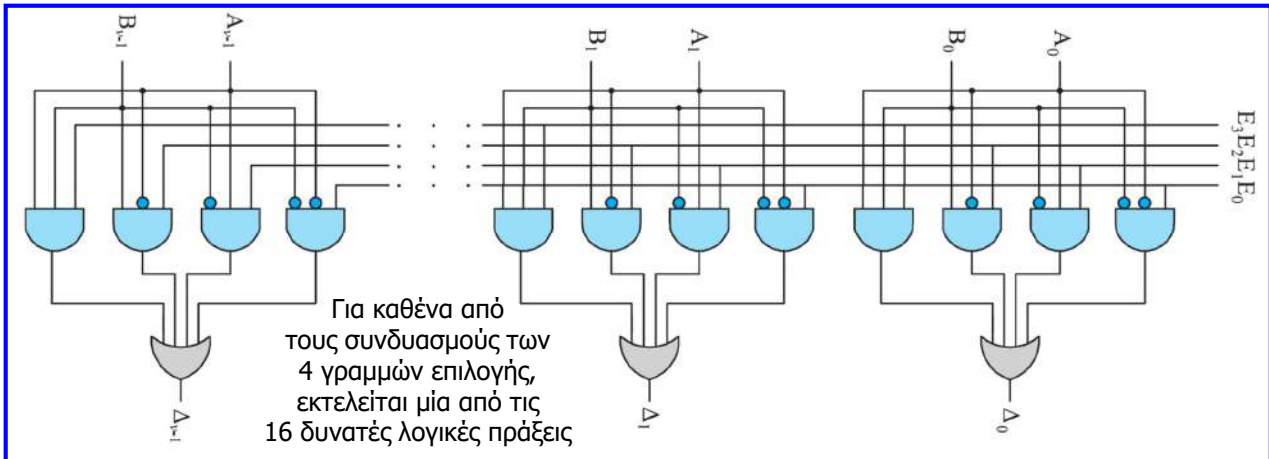 Bν-1 Aν-1 B1 A1 B0 A0
E3E2E1E0
Για καθένα από
τους συνδυασμούς των
4 γραμμών επιλογής,
εκτελείται μία από τις
16 δυνατές λογικές πράξεις
Δν-1 Δ1 Δ0